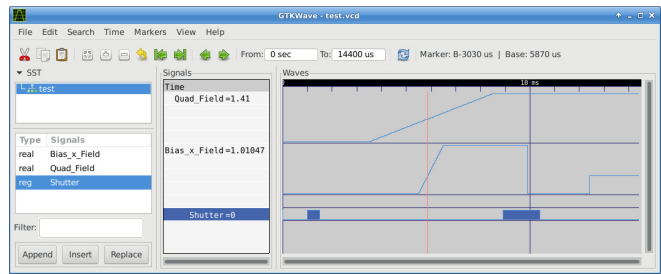 GTKWave - test.vcd
File Edit Search Time Markers View Help
From: 0 sec To: 14400 us Marker: B-3030 us | Base: 5870 us
SST
test
Type Signals
real Bias_x_Field
real Quad_Field
reg Shutter
Filter:
Append Insert Replace
Signals
Time
Quad_Field=1.41
Bias_x_Field=1.01047
Shutter=0
Waves
10 ms